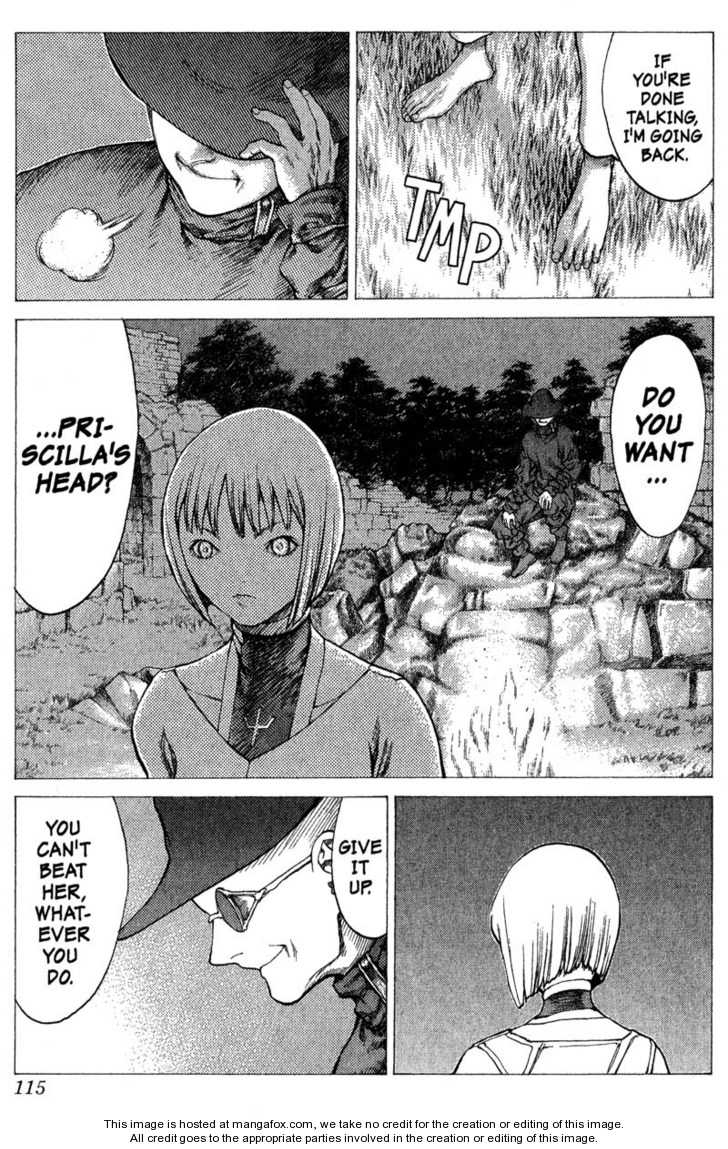 IF
YOU'RE
DONE
TALKING,
I'M GOING
BACK.
TMP
DO
YOU
WANT
...
...PRI-
SCILLA'S
HEAD?
GIVE
IT
UP.
YOU
CAN'T
BEAT
HER,
WHAT-
EVER
YOU
DO.
115
This image is hosted at mangafox.com, we take no credit for the creation or editing of this image.
All credit goes to the appropriate parties involved in the creation or editing of this image.